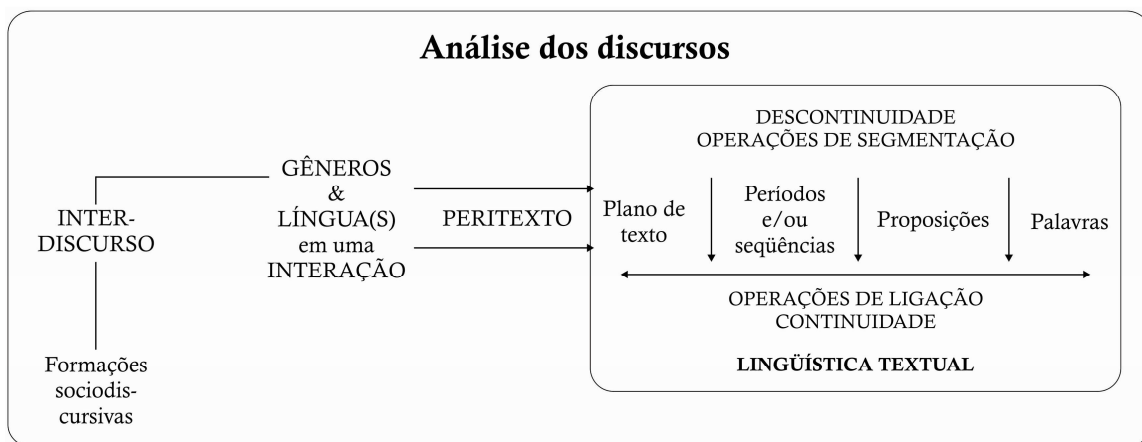 Análise dos discursos
INTER-
DISCURSO
Formações
sociodis-
cursivas
GÊNEROS
&
LÍNGUA(S)
em uma
INTERAÇÃO
PERITEXTO
DESCONTINUIDADE
OPERAÇÕES DE SEGMENTAÇÃO
Plano de
texto
Períodos
e/ou
seqüências
Proposições
Palavras
OPERAÇÕES DE LIGAÇÃO
CONTINUIDADE
LINGÜÍSTICA TEXTUAL